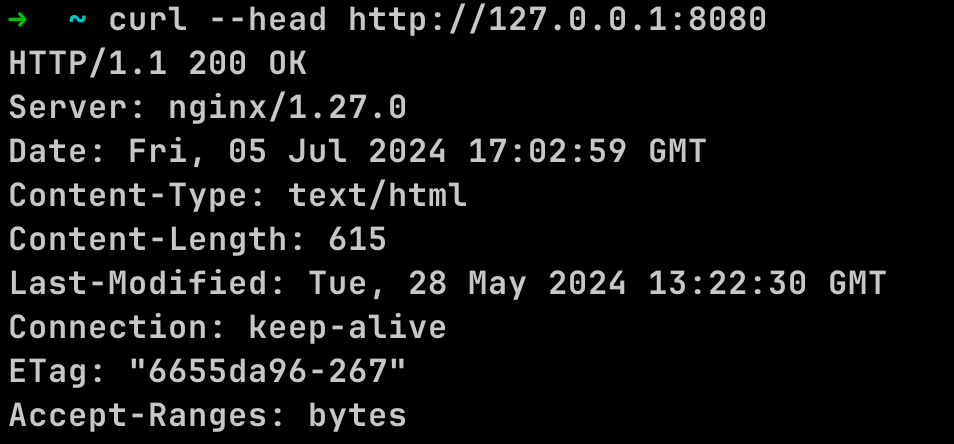 ➜ ~ curl --head http://127.0.0.1:8080
HTTP/1.1 200 OK
Server: nginx/1.27.0
Date: Fri, 05 Jul 2024 17:02:59 GMT
Content-Type: text/html
Content-Length: 615
Last-Modified: Tue, 28 May 2024 13:22:30 GMT
Connection: keep-alive
ETag: "6655da96-267"
Accept-Ranges: bytes